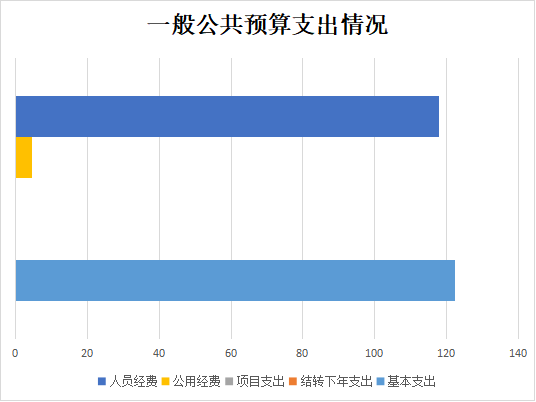 一般公共预算支出情况
0 20 40 60 80 100 120 140
人员经费 公用经费 项目支出 结转下年支出 基本支出